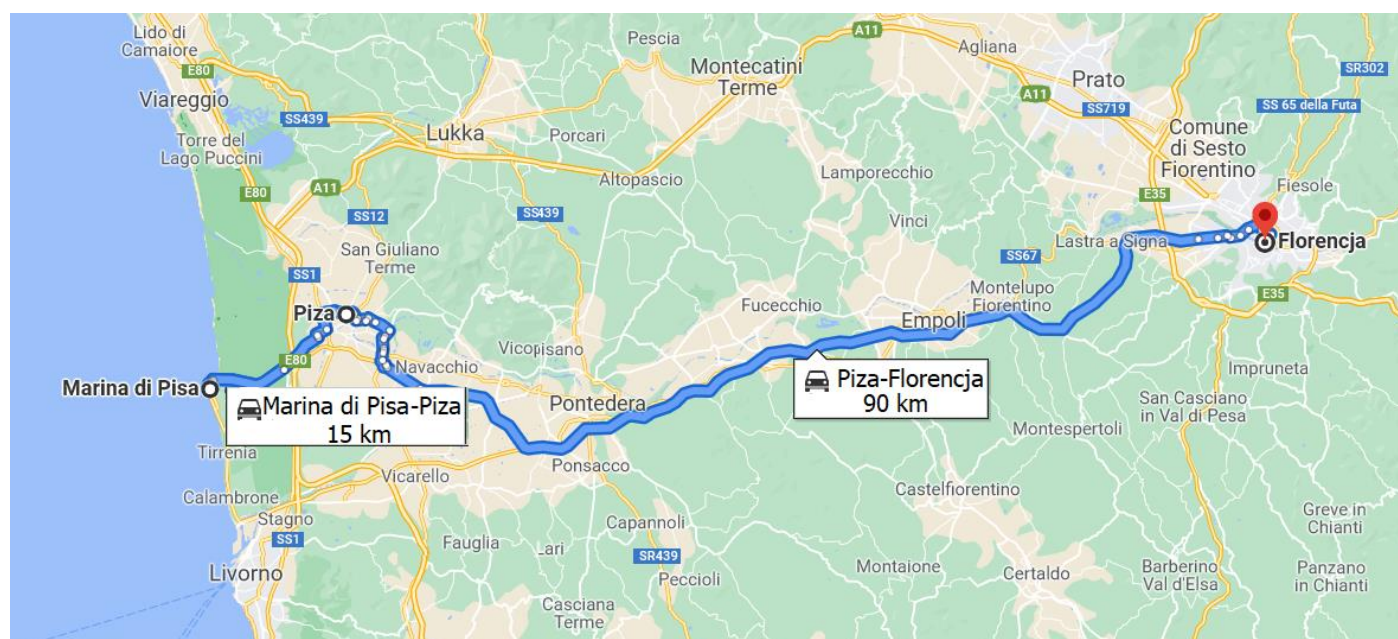 Lido di
Camaiore
E80
Viareggio
Torre del
Lago Puccini
SS439
Pescia
Montecatini
Terme
A11
Agliana
Prato
SR302
A11
SS719
SS 65 della Futa
Lukka
Porcari
Comune
di Sesto
Fiorentino
E80
A11
SS12
Altopascio
SS439
Lamporecchio
E35
Fiesole
Vinci
San Giuliano
Terme
SS1
SS67
Lastra a Signa
Florencja
Montelupo
Fiorentino
E35
Piza
Fucecchio
Empoli
Vicopisano
E80
Navacchio
Impruneta
Marina di Pisa
Marina di Pisa-Piza
15 km
Piza-Florencja
90 km
Pontedera
San Casciano
in Val di Pesa
Montespertoli
Tirrenia
Vicarello
Ponsacco
Calambrone
Castelfiorentino
Stagno
SS1
Capannoli
Greve in
Chianti
Fauglia
Lari
SR439
Livorno
Peccioli
Montaione
Certaldo
Barberino
Val d'Elsa
Panzano
in Chianti
Casciana
Terme